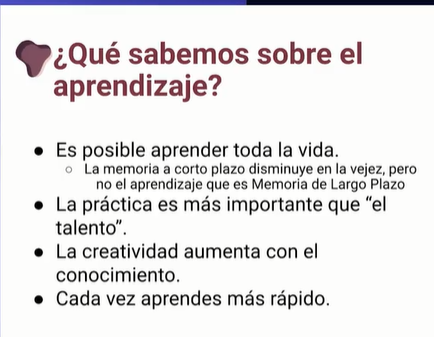 ¿Qué sabemos sobre el
aprendizaje?
● Es posible aprender toda la vida.
○ La memoria a corto plazo disminuye en la vejez, pero
no el aprendizaje que es Memoria de Largo Plazo
● La práctica es más importante que “el
talento”.
● La creatividad aumenta con el
conocimiento.
● Cada vez aprendes más rápido.